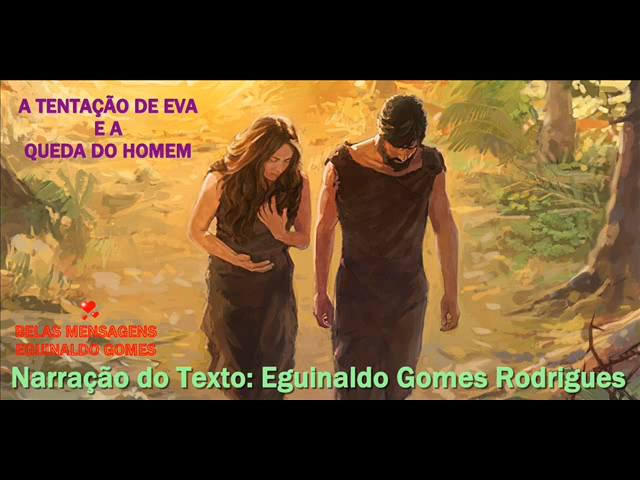 A TENTAÇÃO DE EVA
E A
QUEDA DO HOMEM
BELAS MENSAGENS
EGUINALDO GOMES
Narração do Texto: Eguinaldo Gomes Rodrigues